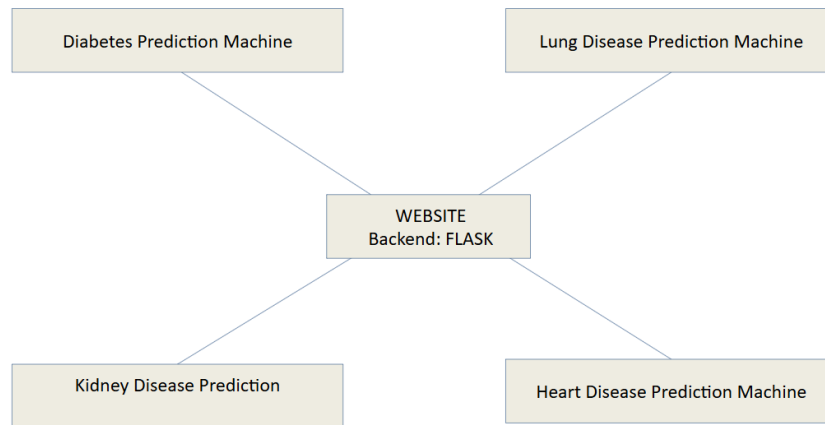 Diabetes Prediction Machine
Lung Disease Prediction Machine
WEBSITE
Backend: FLASK
Kidney Disease Prediction
Heart Disease Prediction Machine